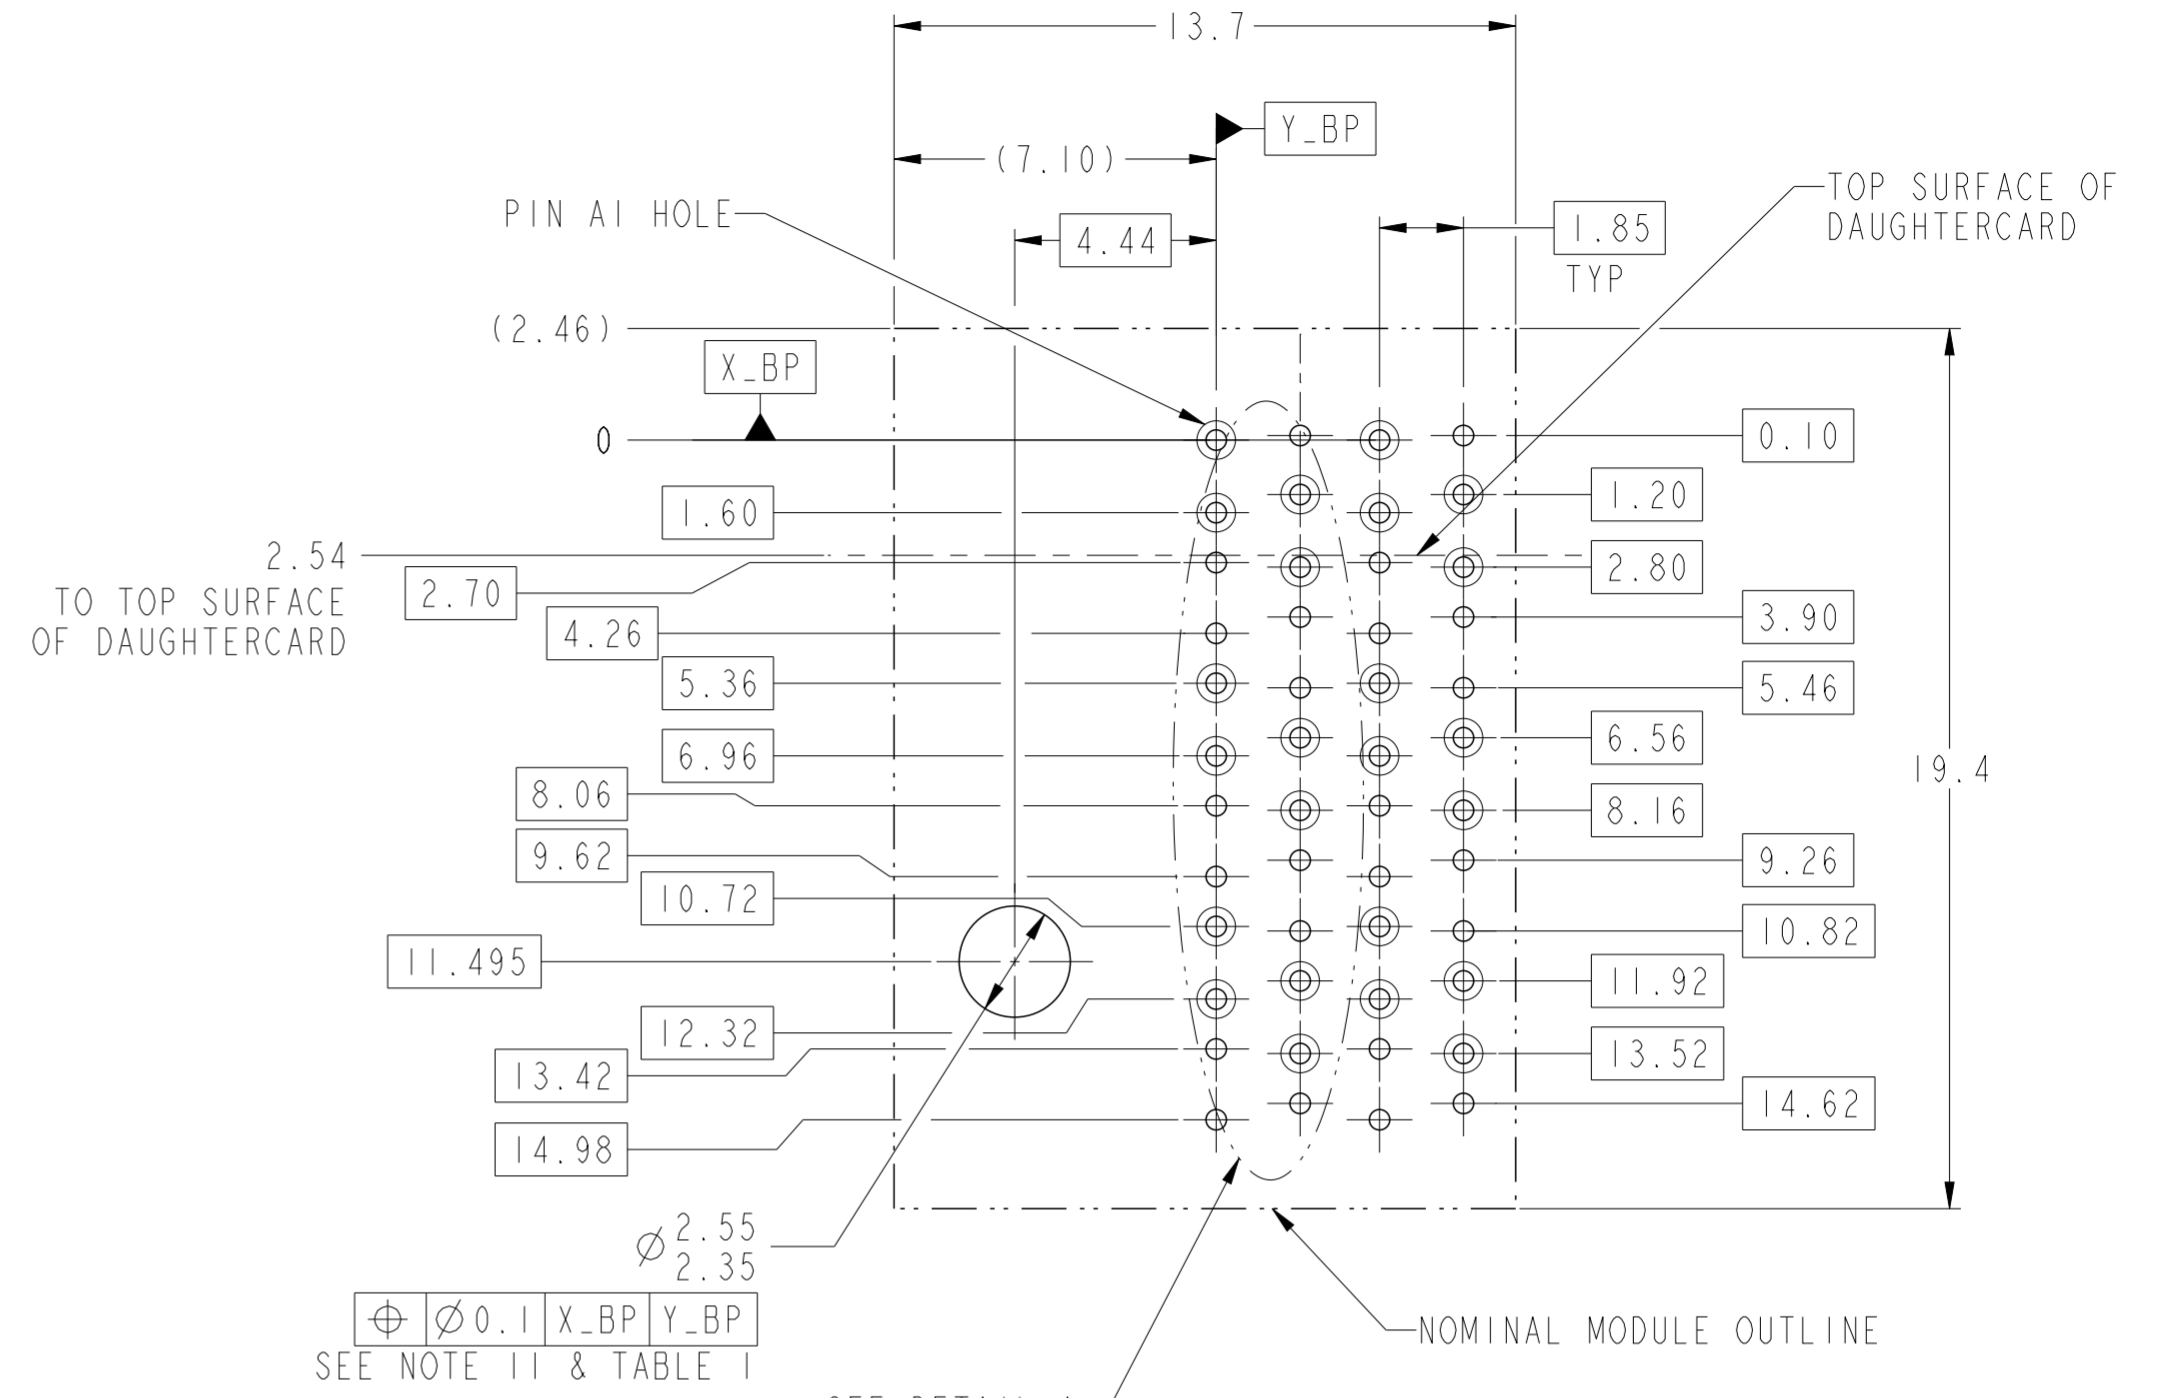 13.7
Y_BP
(7.10)
PIN A1 HOLE
4.44
1.85
TYP
TOP SURFACE OF
DAUGHTERCARD
(2.46)
X_BP
0
0.10
1.60
1.20
2.54
TO TOP SURFACE
OF DAUGHTERCARD
2.70
2.80
4.26
3.90
5.36
5.46
6.96
6.56
19.4
8.06
8.16
9.62
9.26
10.72
10.82
11.495
11.92
12.32
13.52
13.42
14.62
14.98
Ø 2.55
2.35
⌖ Ø0.1 X_BP Y_BP
SEE NOTE 11 & TABLE 1
NOMINAL MODULE OUTLINE